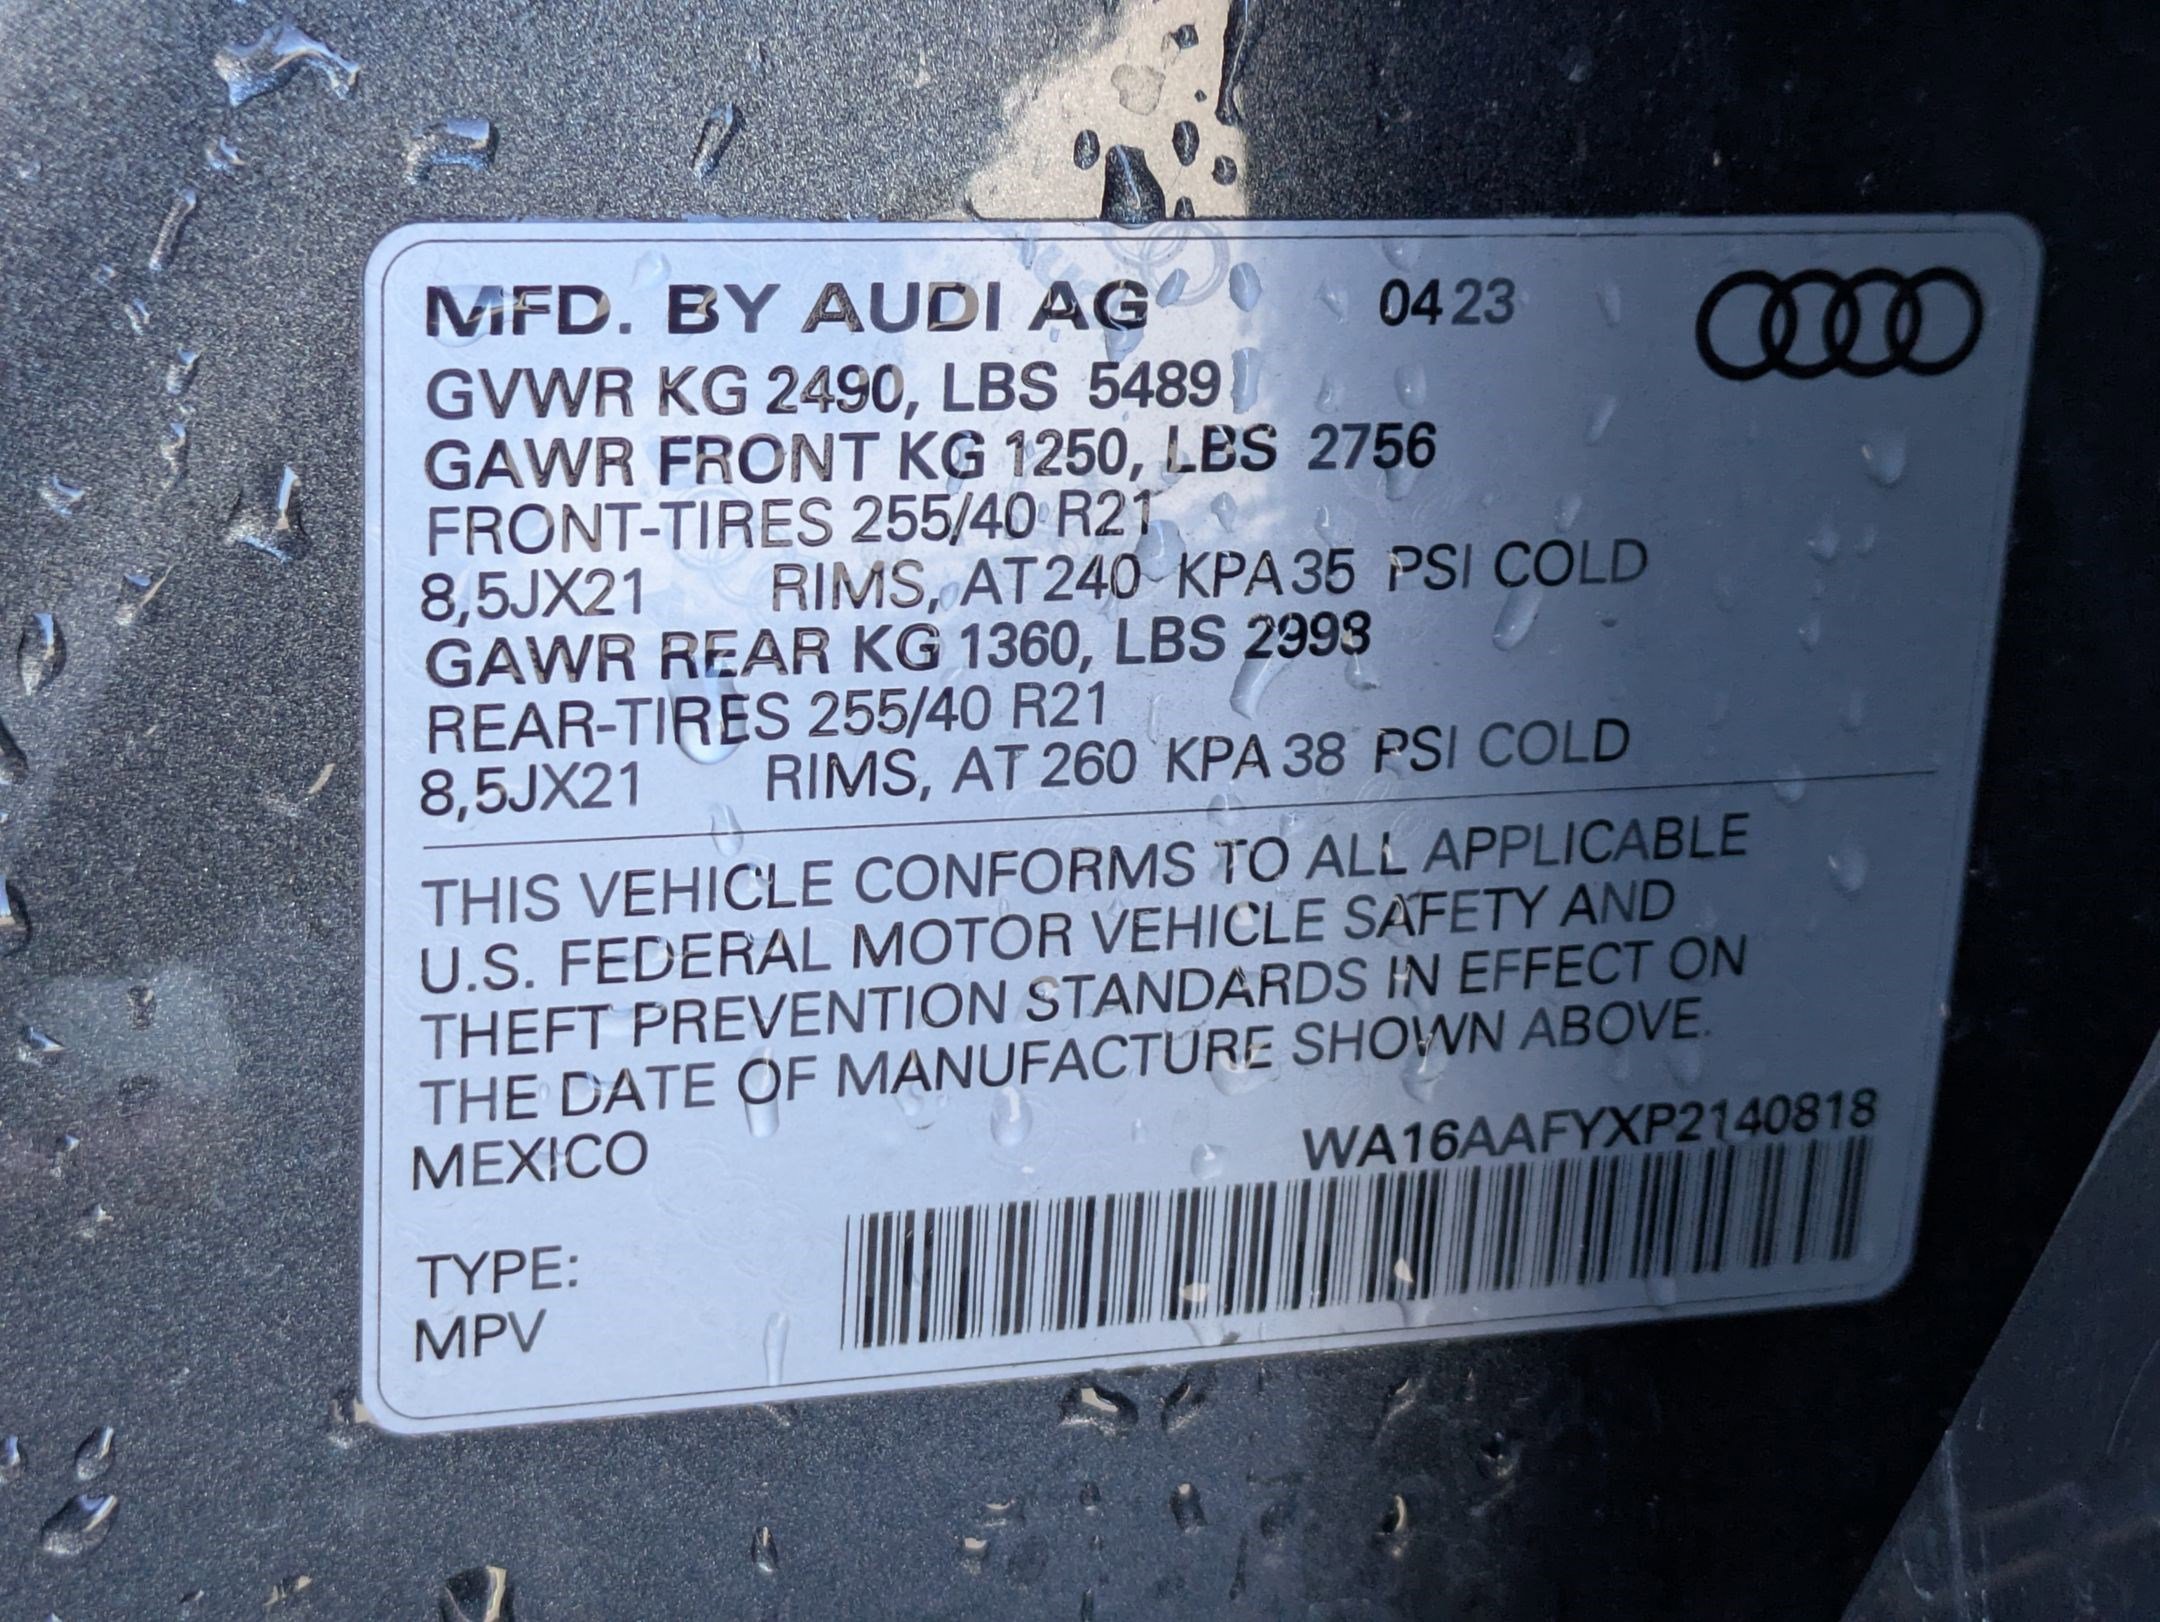 MFD. BY AUDI AG 0423
GVWR KG 2490, LBS 5489
GAWR FRONT KG 1250, LBS 2756
FRONT-TIRES 255/40 R21
8,5JX21 RIMS, AT 240 KPA 35 PSI COLD
GAWR REAR KG 1360, LBS 2998
REAR-TIRES 255/40 R21
8,5JX21 RIMS, AT 260 KPA 38 PSI COLD
THIS VEHICLE CONFORMS TO ALL APPLICABLE
U.S. FEDERAL MOTOR VEHICLE SAFETY AND
THEFT PREVENTION STANDARDS IN EFFECT ON
THE DATE OF MANUFACTURE SHOWN ABOVE.
MEXICO WA16AAFYXP2140818
TYPE:
MPV